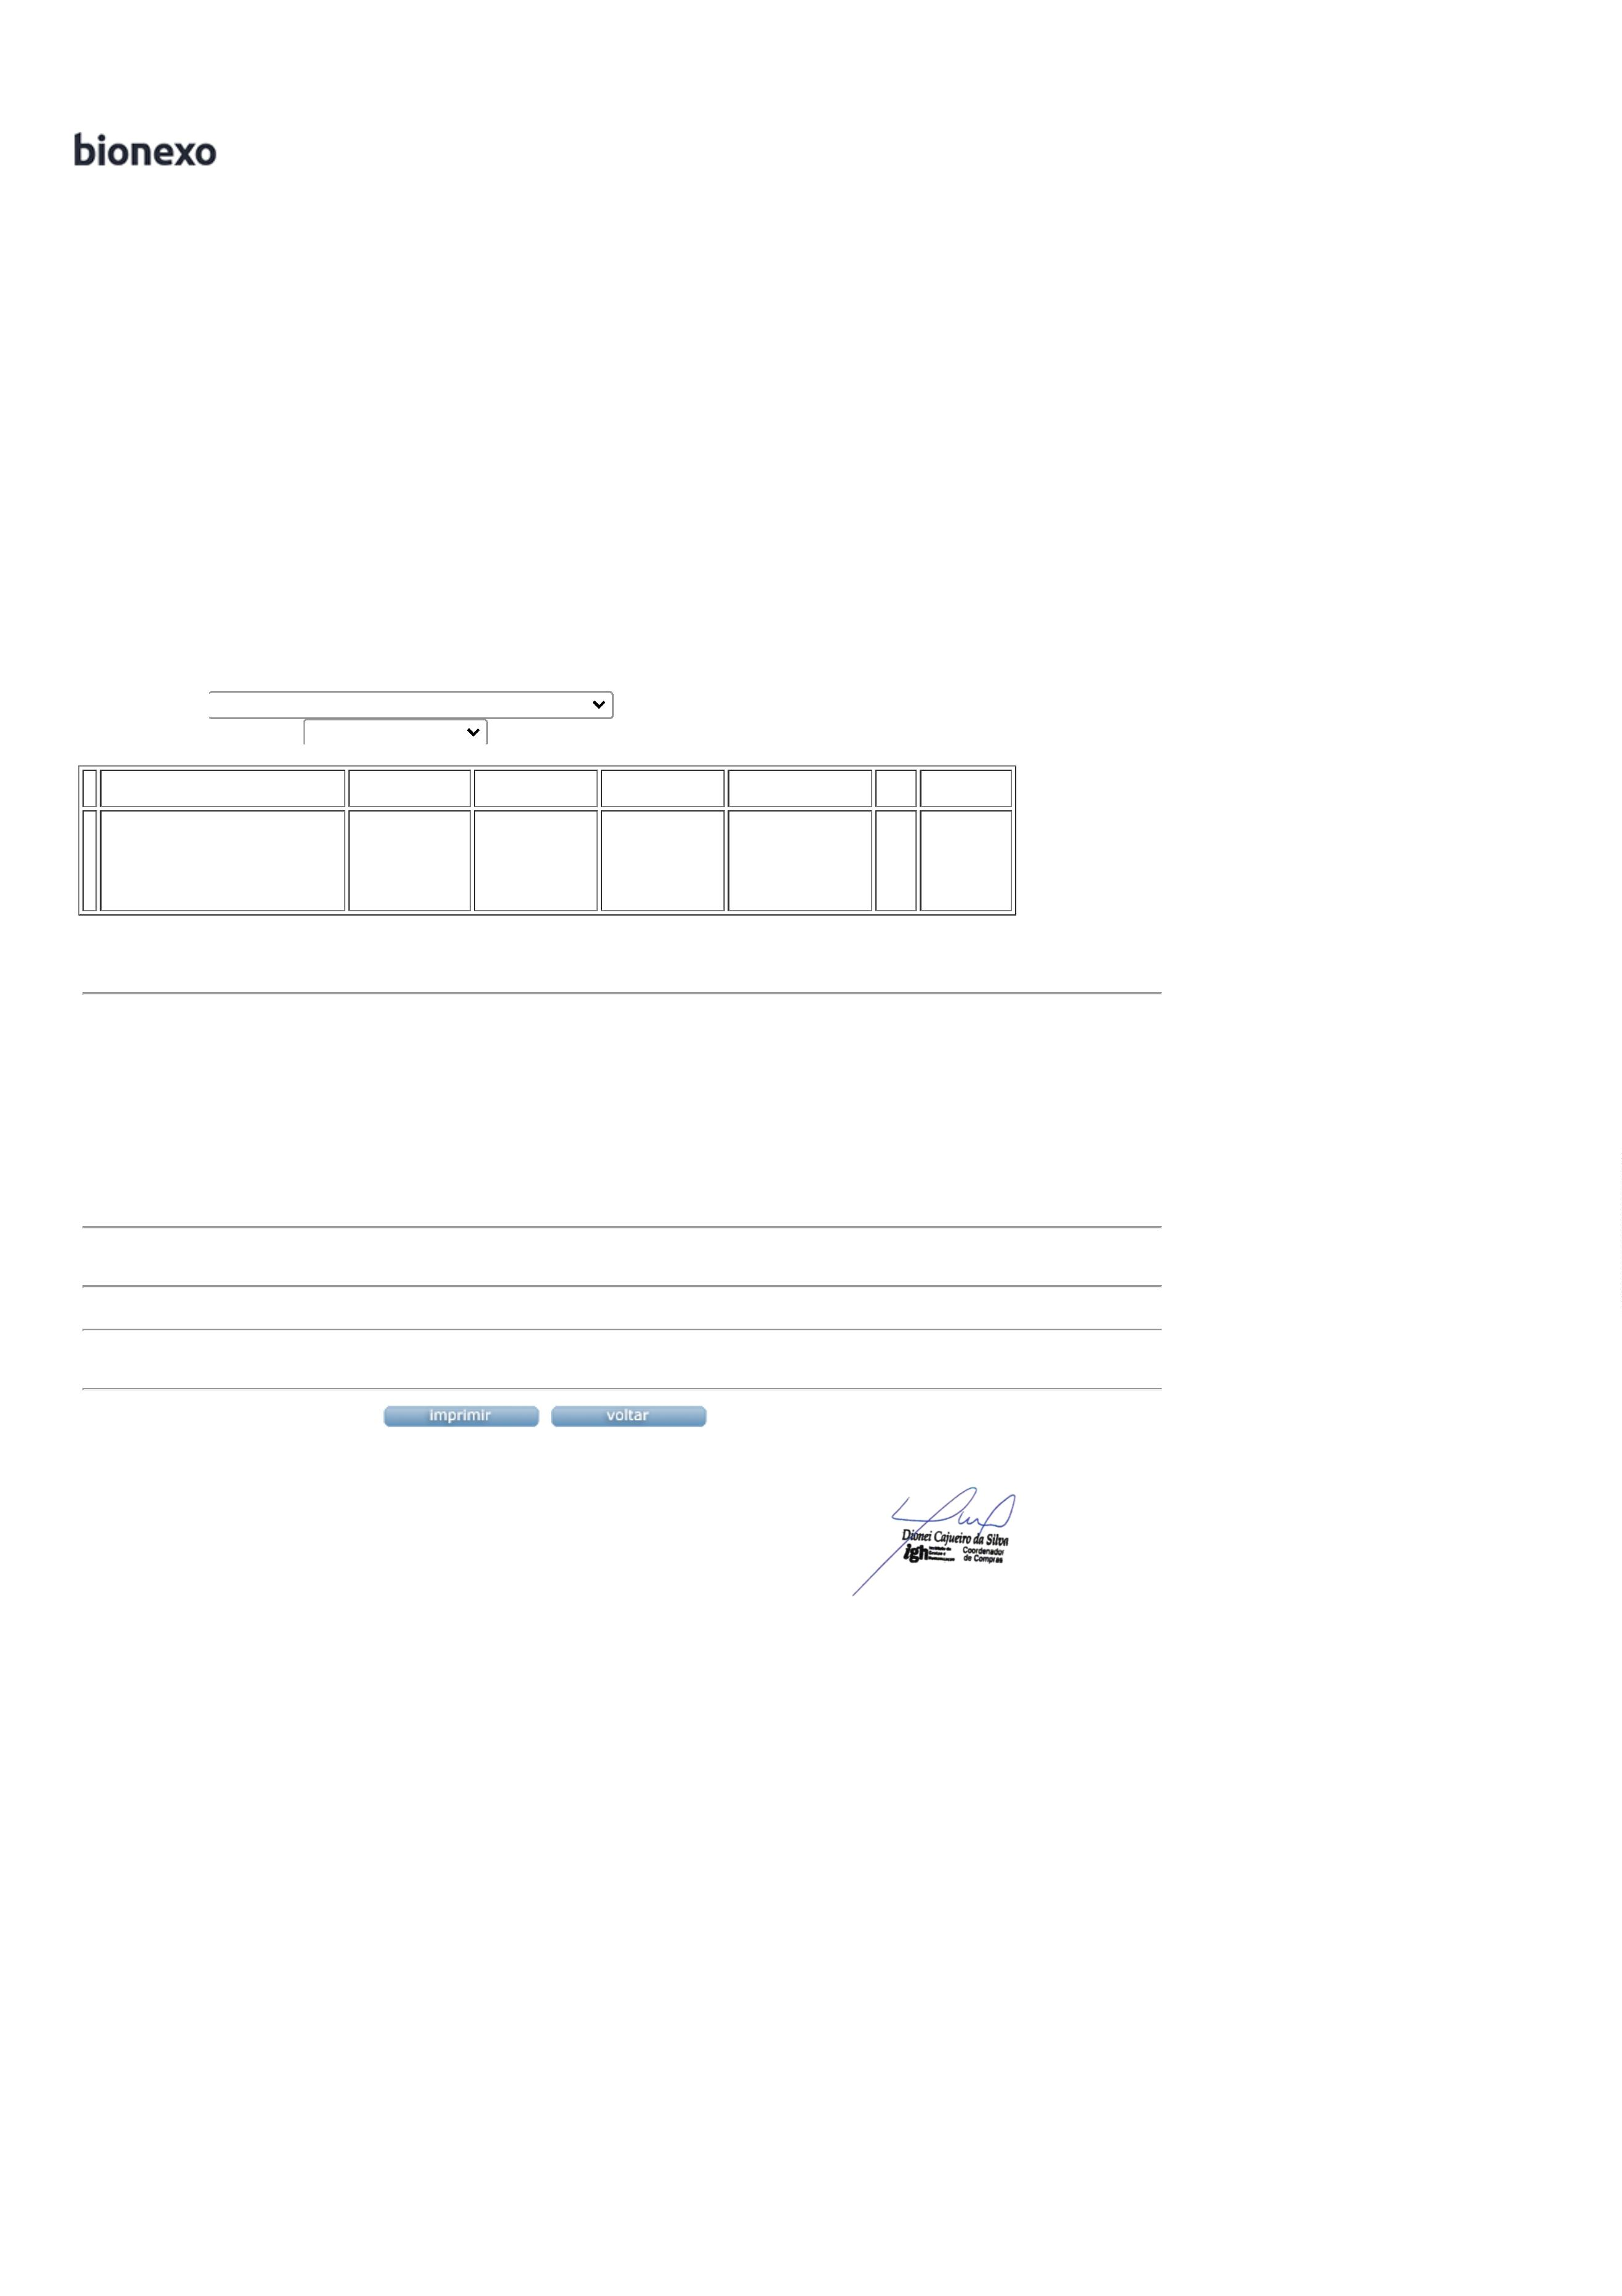 bionexo
imprimir voltar
Dionei Cajueiro da Silva
igh
Coordenador
de Compras